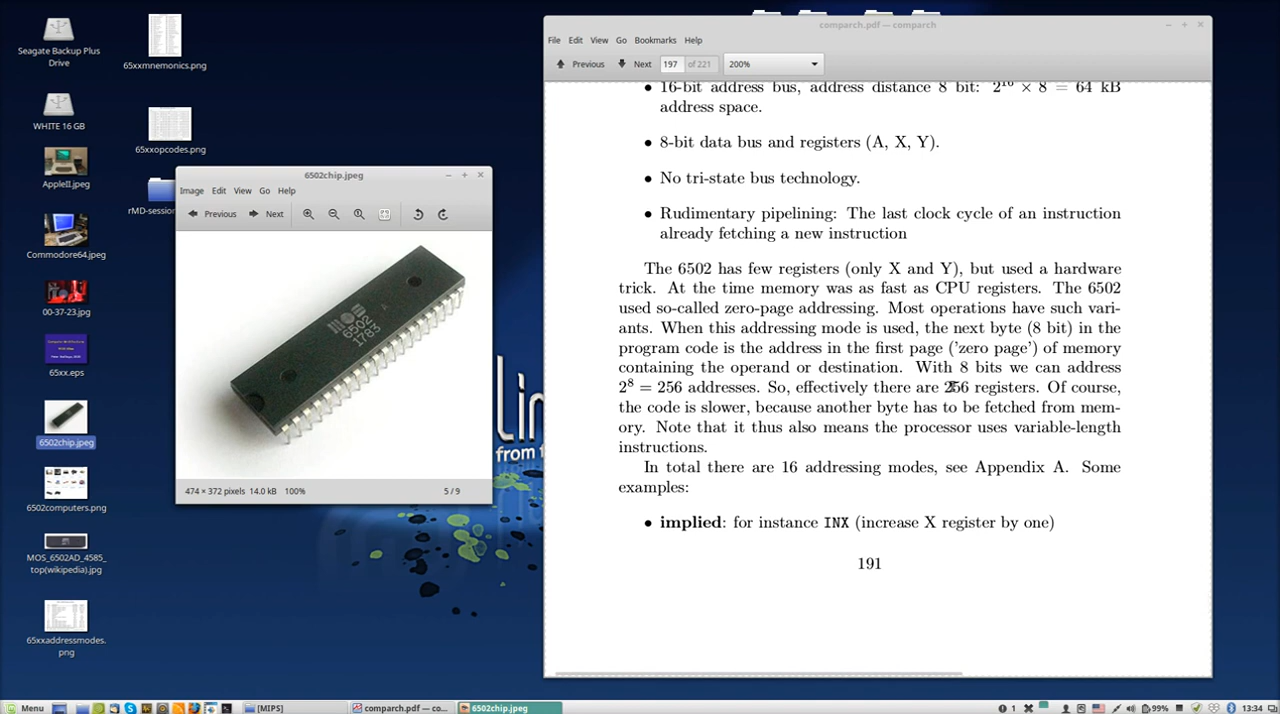 Seagate Backup Plus
Drive
WHITE 16 GB
AppleII.jpeg
Commodore64.jpeg
00-37-23.jpg
65xx.eps
6502chip.jpeg
6502computers.png
MOS_6502AD_4585_
top(wikipedia).jpg
65xxaddressmodes.
png
65xxmnemonics.png
65xxopcodes.png
rMD-session
6502chip.jpeg
Image Edit View Go Help
Previous Next
MOS
6502
1783
474 × 372 pixels 14.0 kB 100% 5 / 9
from
comparch.pdf — comparch
File Edit View Go Bookmarks Help
Previous Next 197 of 221 200%
• 16-bit address bus, address distance 8 bit: 2^16 × 8 = 64 kB
address space.
• 8-bit data bus and registers (A, X, Y).
• No tri-state bus technology.
• Rudimentary pipelining: The last clock cycle of an instruction
already fetching a new instruction
The 6502 has few registers (only X and Y), but used a hardware
trick. At the time memory was as fast as CPU registers. The 6502
used so-called zero-page addressing. Most operations have such vari-
ants. When this addressing mode is used, the next byte (8 bit) in the
program code is the address in the first page ('zero page') of memory
containing the operand or destination. With 8 bits we can address
2^8 = 256 addresses. So, effectively there are 256 registers. Of course,
the code is slower, because another byte has to be fetched from mem-
ory. Note that it thus also means the processor uses variable-length
instructions.
In total there are 16 addressing modes, see Appendix A. Some
examples:
• implied: for instance INX (increase X register by one)
191
Menu [MIPS] comparch.pdf — co... 6502chip.jpeg 1 99% 13:34